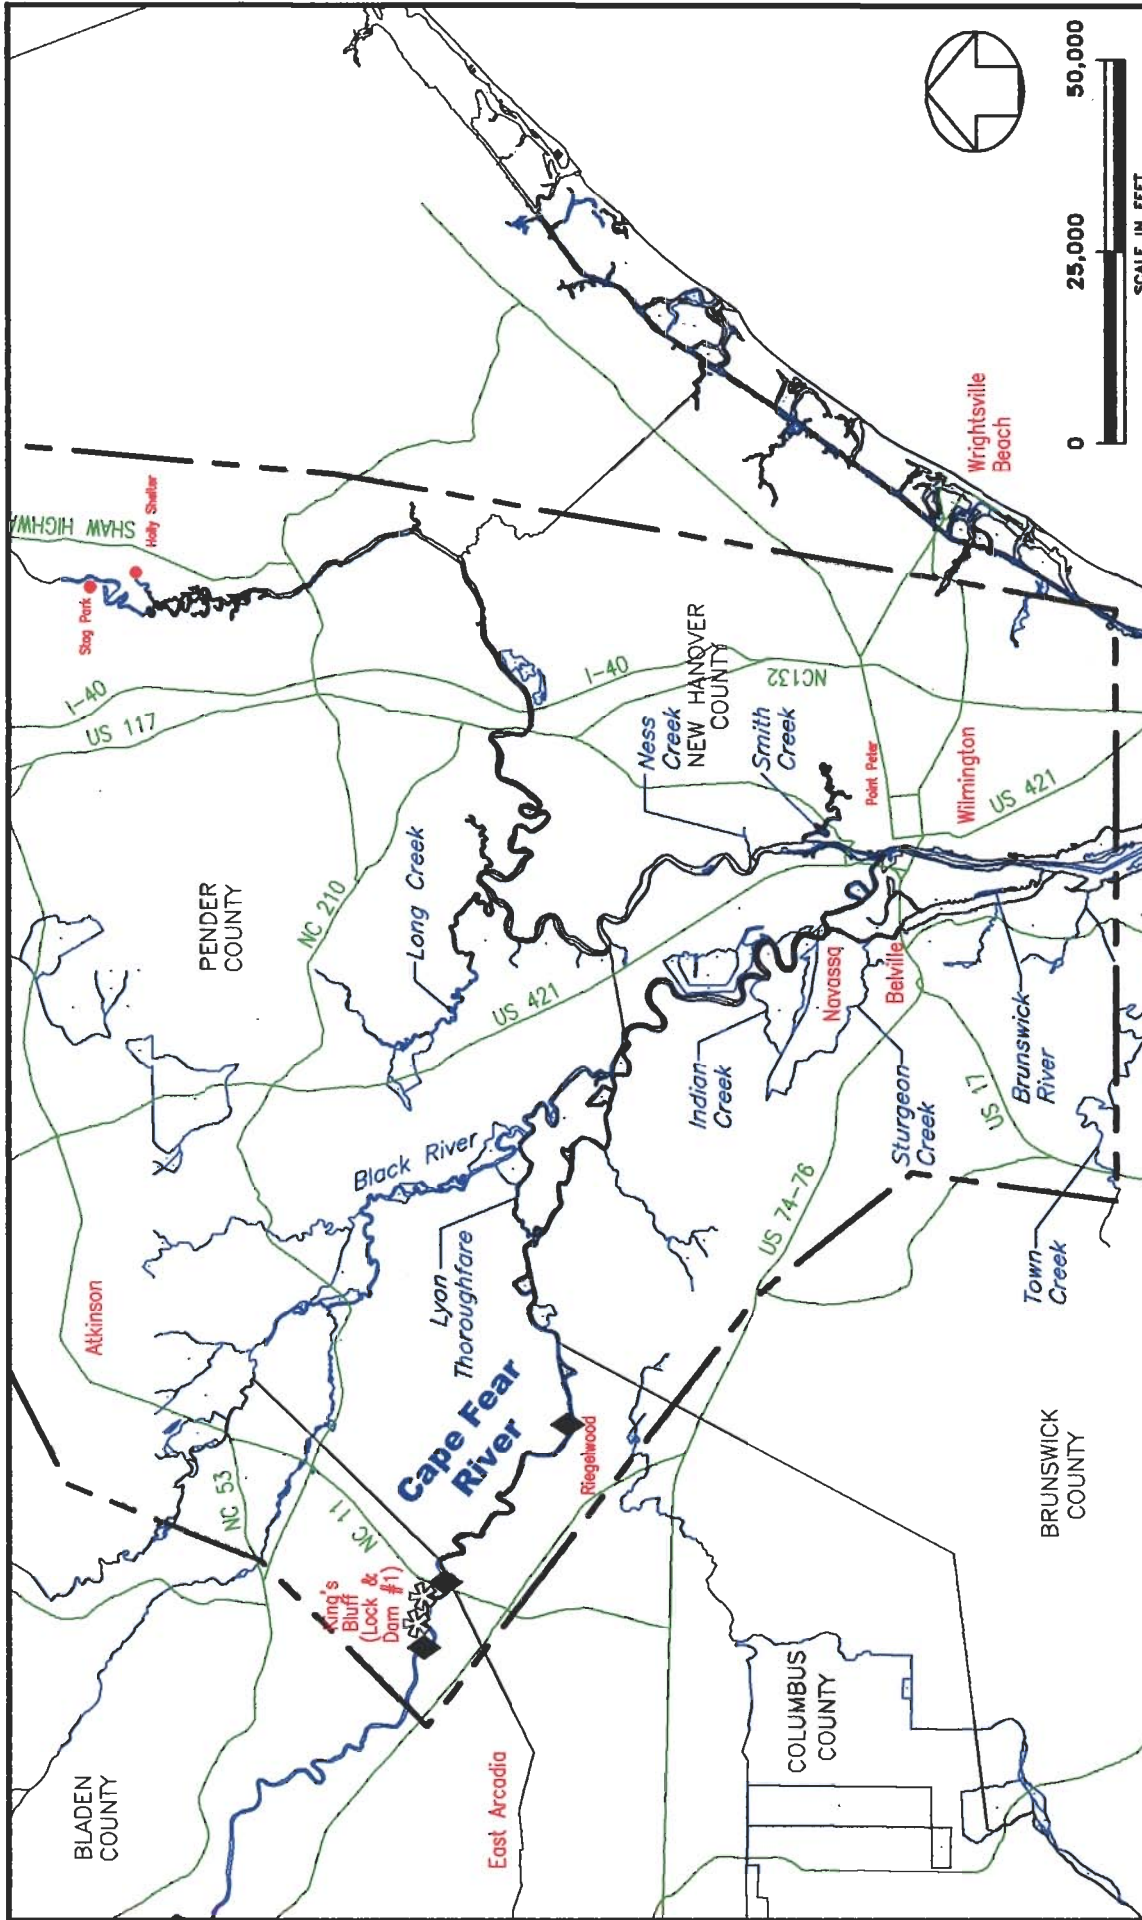 BLADEN
COUNTY
East Arcadia
King's
Bluff
(Lock &
Dam #1)
NC 53
NC 11
Atkinson
Cape Fear
River
Riegelwood
COLUMBUS
COUNTY
BRUNSWICK
COUNTY
Lyon
Thoroughfare
Black River
PENDER
COUNTY
NC 210
Long Creek
US 421
US 117
I-40
Stag Park
Holly Shelter
SHAW HIGHWA
I-40
NC132
NEW HANOVER
COUNTY
Ness
Creek
Smith
Creek
Point Peter
Wilmington
US 421
Indian
Creek
Navassa
Belville
Sturgeon
Creek
Brunswick
River
US 17
US 74-76
Town
Creek
Wrightsville
Beach
0 25,000 50,000
SCALE IN FEET